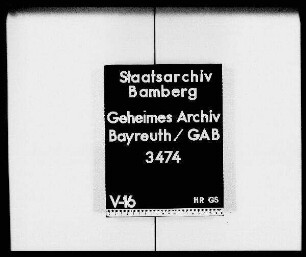 Staatsarchiv
Bamberg
Geheimes Archiv
Bayreuth / GAB
3474
V-16 HR GS